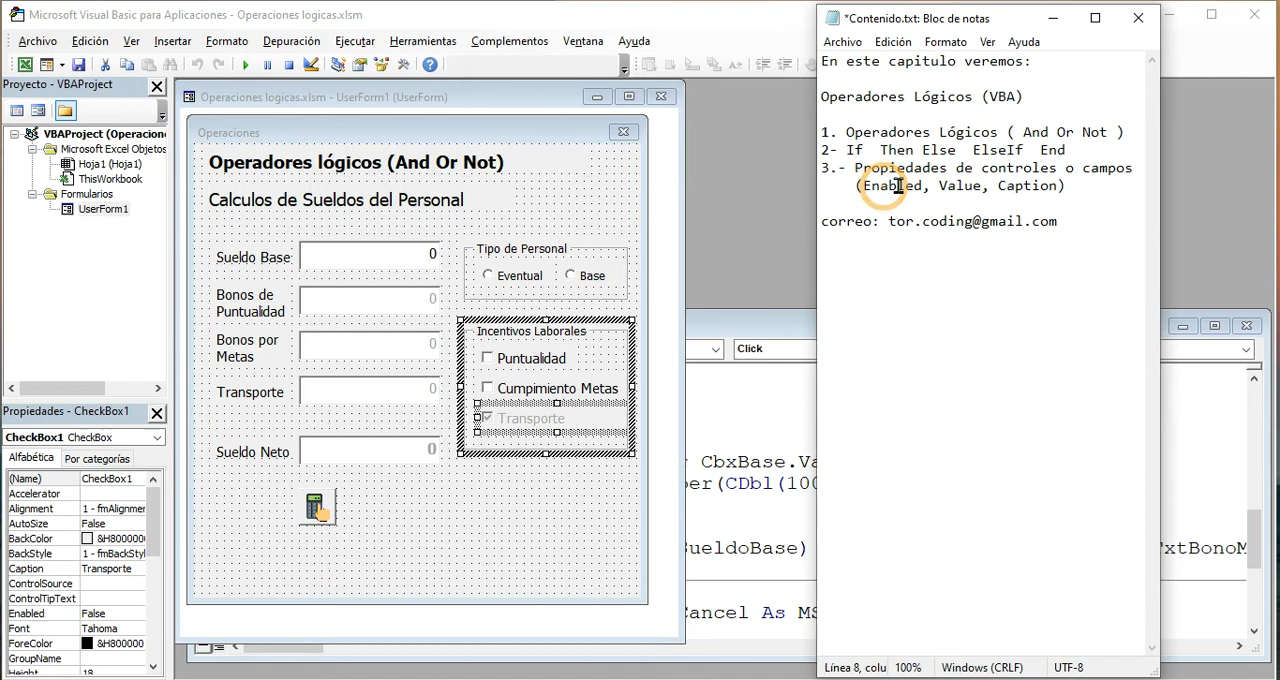 Microsoft Visual Basic para Aplicaciones - Operaciones logicas.xlsm
Archivo Edición Ver Insertar Formato Depuración Ejecutar Herramientas Complementos Ventana Ayuda
Proyecto - VBAProject
VBAProject (Operacion
Microsoft Excel Objetos
Hoja1 (Hoja1)
ThisWorkbook
Formularios
UserForm1
Propiedades - CheckBox1
CheckBox1 CheckBox
Alfabética Por categorías
(Name) CheckBox1
Accelerator
Alignment 1 - fmAlignmer
AutoSize False
BackColor &H800000
BackStyle 1 - fmBackStyl
Caption Transporte
ControlSource
ControlTipText
Enabled False
Font Tahoma
ForeColor &H800000
GroupName
Height 18
Operaciones logicas.xlsm - UserForm1 (UserForm)
Operaciones
Operadores lógicos (And Or Not)
Calculos de Sueldos del Personal
Sueldo Base 0
Bonos de Puntualidad 0
Bonos por Metas 0
Transporte 0
Sueldo Neto 0
Tipo de Personal
Eventual Base
Incentivos Laborales
Puntualidad
Cumpimiento Metas
Transporte
Click
CbxBase.Va
per(CDbl(100
SueldoBase)
TxtBonoM
Cancel As MS
*Contenido.txt: Bloc de notas
Archivo Edición Formato Ver Ayuda
En este capitulo veremos:
Operadores Lógicos (VBA)
1. Operadores Lógicos ( And Or Not )
2- If Then Else ElseIf End
3.- Propiedades de controles o campos
(Enabled, Value, Caption)
correo: tor.coding@gmail.com
Línea 8, colu 100% Windows (CRLF) UTF-8